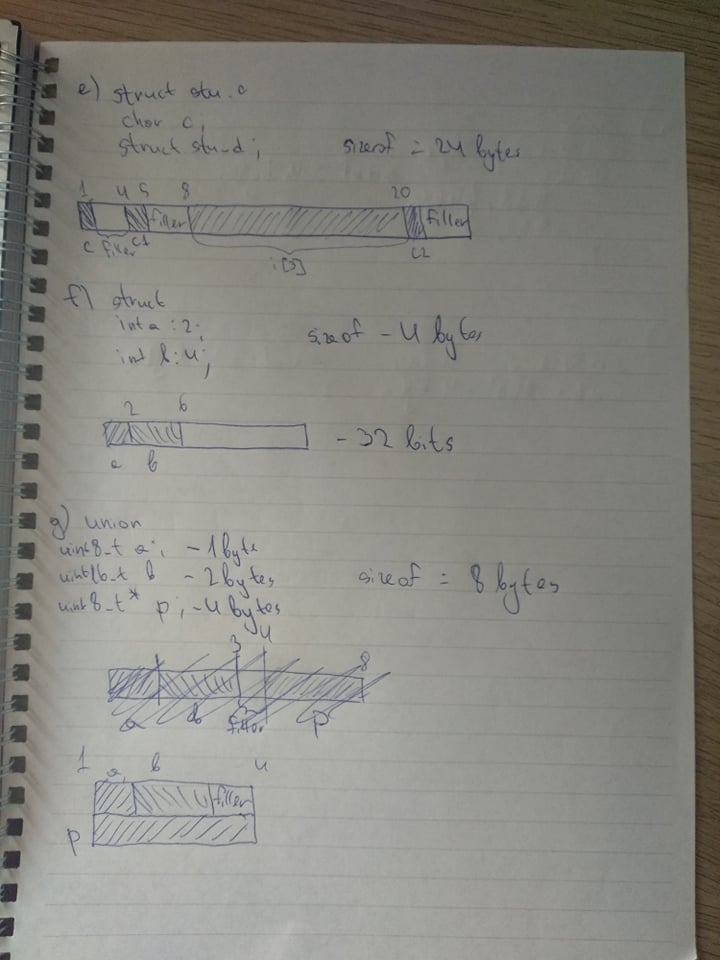 e) struct stu_c
char c;
struct stu_d;
sizeof = 24 bytes
1 4 5 8 20
filler filler
c filler c1 i[3] c2
f) struct
int a : 2;
int b : 4;
sizeof - 4 bytes
2 6
- 32 bits
a b
g) union
uint8_t a; - 1 byte
uint16_t b - 2 bytes
uint8_t* p; - 4 bytes
sizeof = 8 bytes
3 4 8
a b filler p
1 a b 4
filler
p